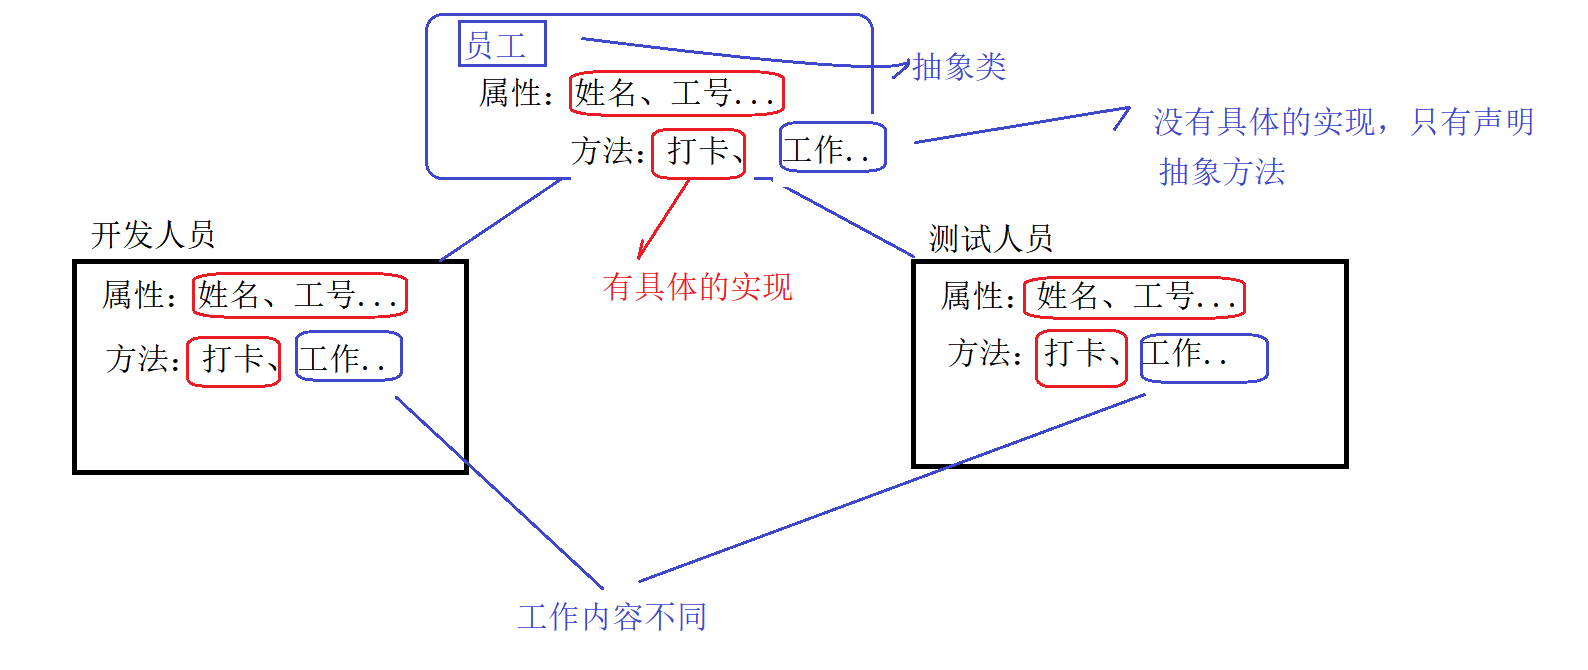 员工
抽象类
属性：姓名、工号...
没有具体的实现，只有声明
抽象方法
方法：打卡、 工作..
有具体的实现
开发人员
属性：姓名、工号...
方法：打卡、工作..
测试人员
属性：姓名、工号...
方法：打卡、工作..
工作内容不同